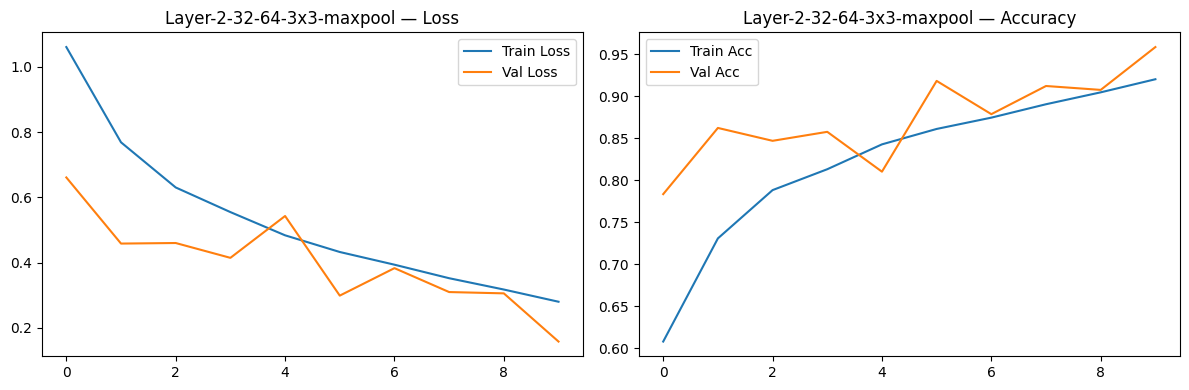 Layer-2-32-64-3x3-maxpool — Loss
Train Loss
Val Loss
1.0
0.8
0.6
0.4
0.2
0 2 4 6 8
Layer-2-32-64-3x3-maxpool — Accuracy
Train Acc
Val Acc
0.95
0.90
0.85
0.80
0.75
0.70
0.65
0.60
0 2 4 6 8